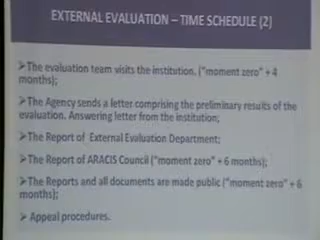 EXTERNAL EVALUATION – TIME SCHEDULE (2)
➢The evaluation team visits the institution. ("moment zero" + 4
months);
➢The Agency sends a letter comprising the preliminary results of the
evaluation. Answering letter from the institution;
➢The Report of External Evaluation Department;
➢The Report of ARACIS Council ("moment zero" + 6 months);
➢The Reports and all documents are made public ("moment zero" + 6
months);
➢ Appeal procedures.